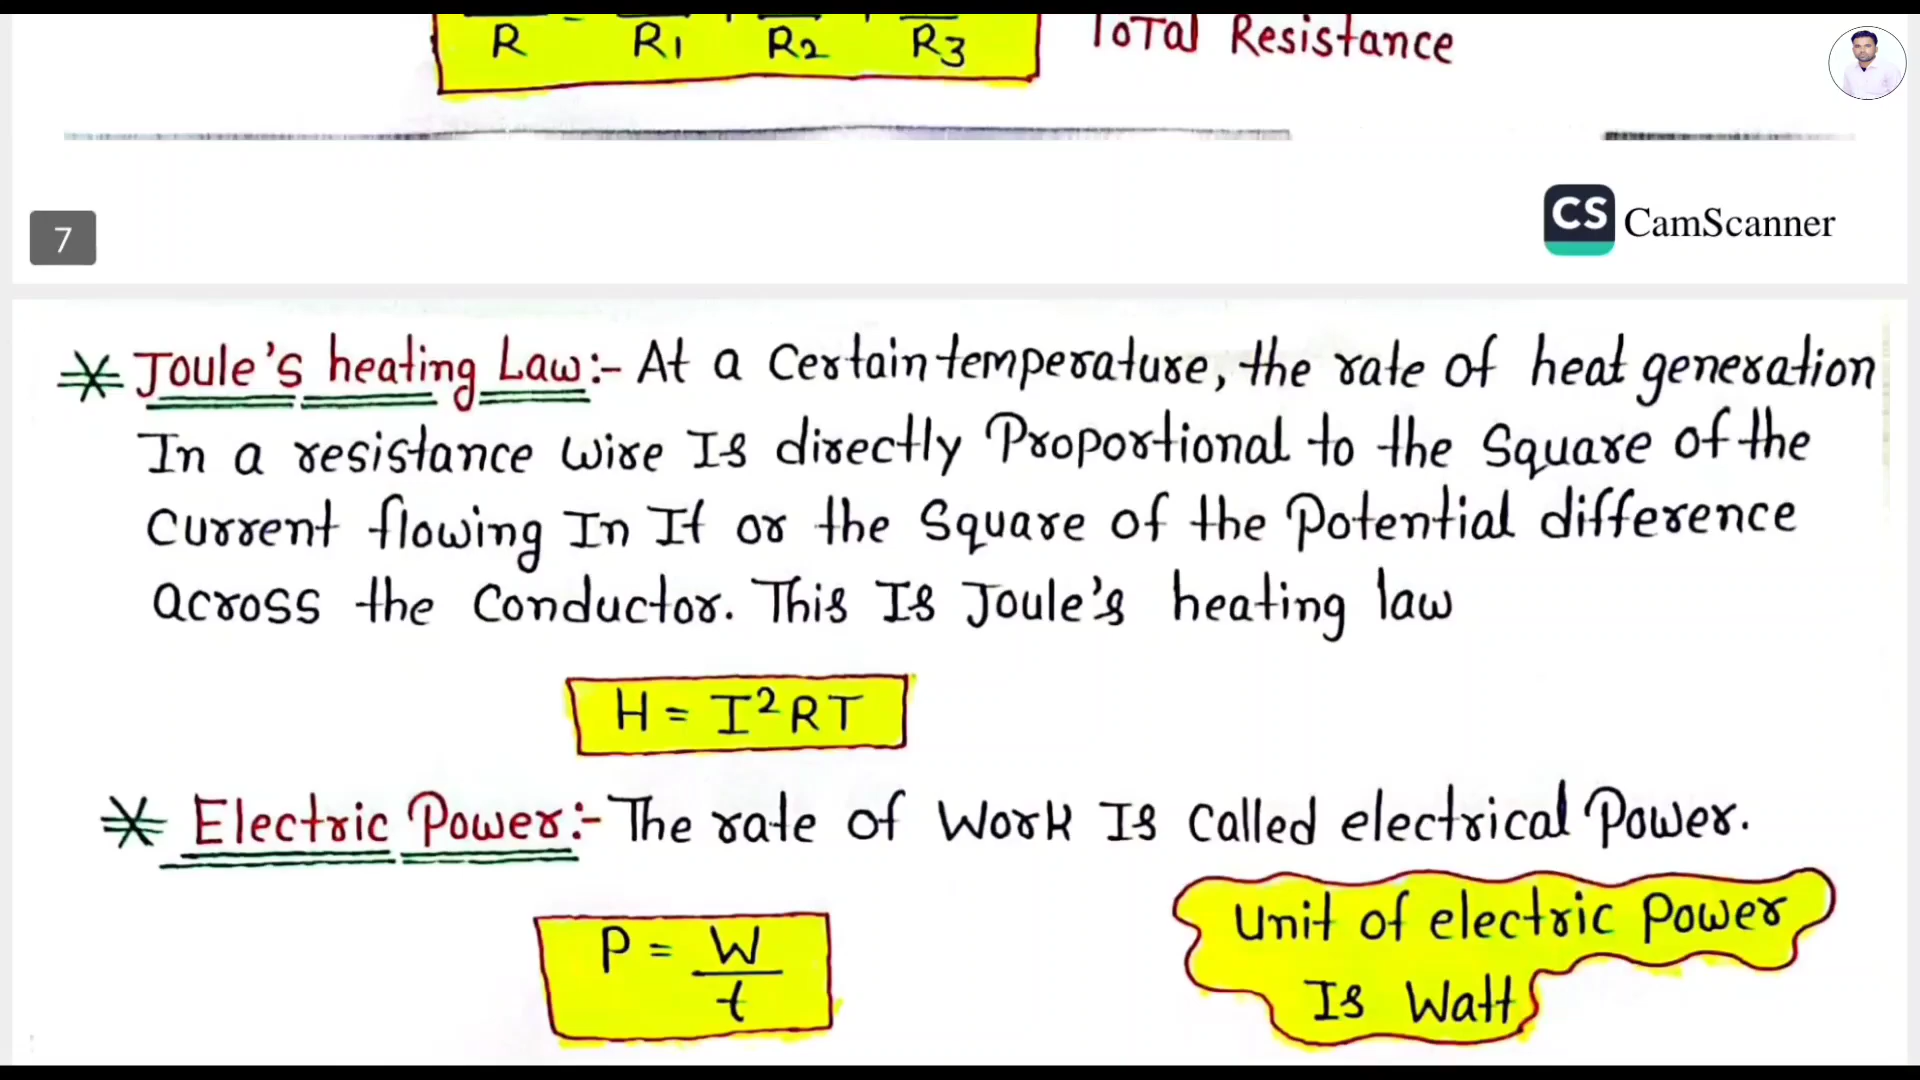 R R1 R2 R3 Total Resistance
CS CamScanner
7
Joule's heating Law:- At a Certain temperature, the rate of heat generation
In a resistance wire Is directly Proportional to the Square of the
Current flowing In It or the Square of the Potential difference
across the Conductor. This Is Joule's heating law
H = I²RT
Electric Power:- The rate of Work Is Called electrical Power.
P = W
t
Unit of electric Power
Is Watt